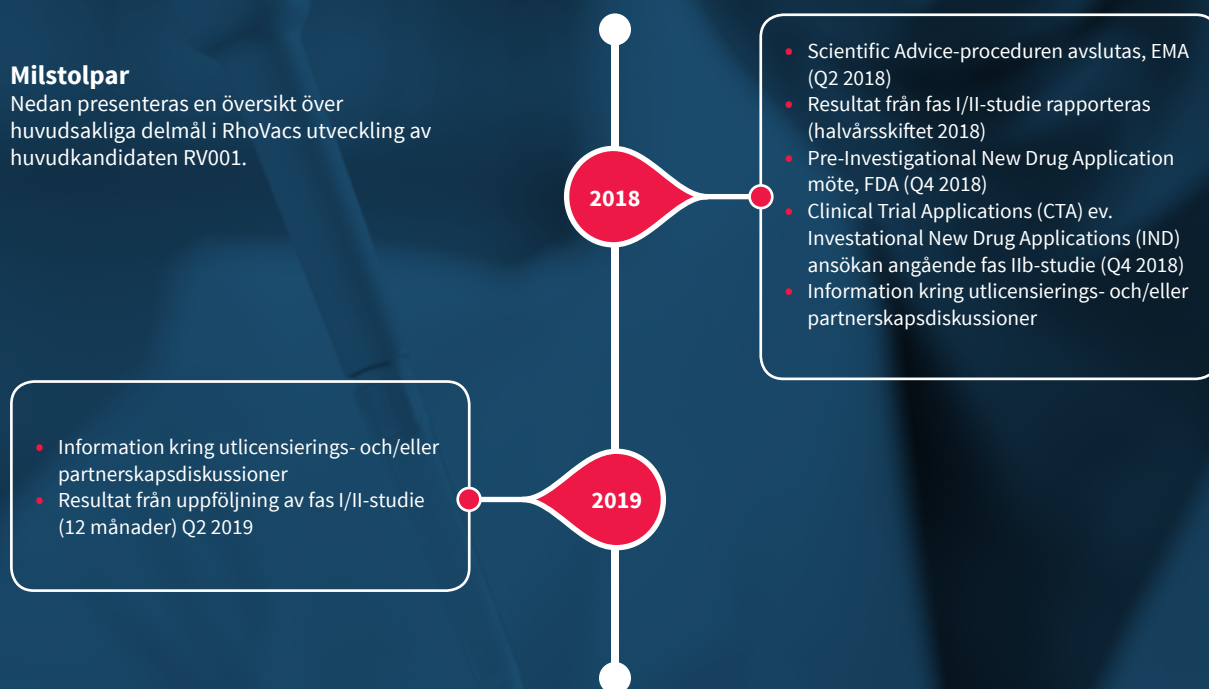 Milstolpar
Nedan presenteras en översikt över
huvudsakliga delmål i RhoVacs utveckling av
huvudkandidaten RV001.
2018
• Scientific Advice-proceduren avslutas, EMA
(Q2 2018)
• Resultat från fas I/II-studie rapporteras
(halvårsskiftet 2018)
• Pre-Investigational New Drug Application
möte, FDA (Q4 2018)
• Clinical Trial Applications (CTA) ev.
Investational New Drug Applications (IND)
ansökan angående fas IIb-studie (Q4 2018)
• Information kring utlicensierings- och/eller
partnerskapsdiskussioner
2019
• Information kring utlicensierings- och/eller
partnerskapsdiskussioner
• Resultat från uppföljning av fas I/II-studie
(12 månader) Q2 2019